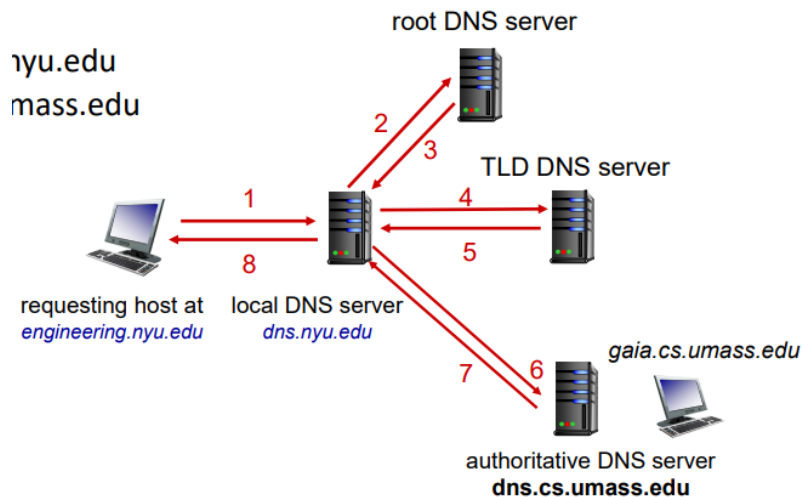 root DNS server
nyu.edu
umass.edu
2
3
TLD DNS server
1
4
5
8
requesting host at
engineering.nyu.edu
local DNS server
dns.nyu.edu
6
7
gaia.cs.umass.edu
authoritative DNS server
dns.cs.umass.edu